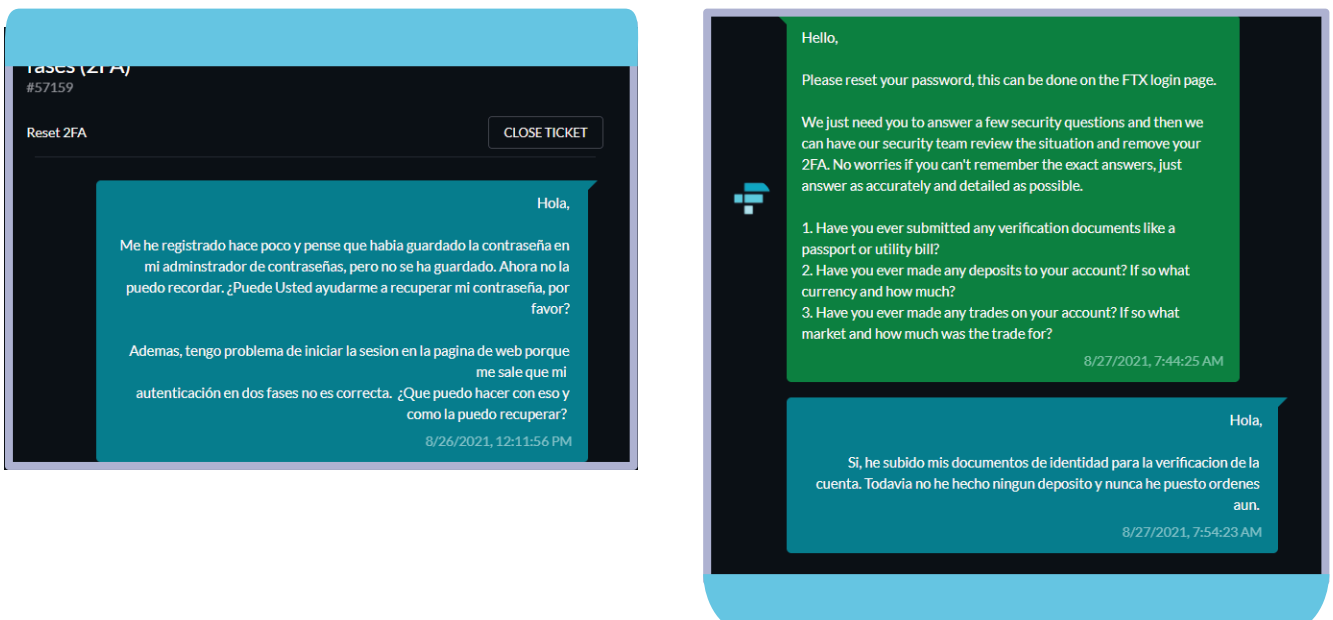 fases (2FA)
#57159
Reset 2FA
CLOSE TICKET
Hola,
Me he registrado hace poco y pense que habia guardado la contraseña en
mi adminstrador de contraseñas, pero no se ha guardado. Ahora no la
puedo recordar. ¿Puede Usted ayudarme a recuperar mi contraseña, por
favor?
Ademas, tengo problema de iniciar la sesion en la pagina de web porque
me sale que mi
autenticación en dos fases no es correcta. ¿Que puedo hacer con eso y
como la puedo recuperar?
8/26/2021, 12:11:56 PM
Hello,
Please reset your password, this can be done on the FTX login page.
We just need you to answer a few security questions and then we
can have our security team review the situation and remove your
2FA. No worries if you can't remember the exact answers, just
answer as accurately and detailed as possible.
1. Have you ever submitted any verification documents like a
passport or utility bill?
2. Have you ever made any deposits to your account? If so what
currency and how much?
3. Have you ever made any trades on your account? If so what
market and how much was the trade for?
8/27/2021, 7:44:25 AM
Hola,
Si, he subido mis documentos de identidad para la verificacion de la
cuenta. Todavia no he hecho ningun deposito y nunca he puesto ordenes
aun.
8/27/2021, 7:54:23 AM